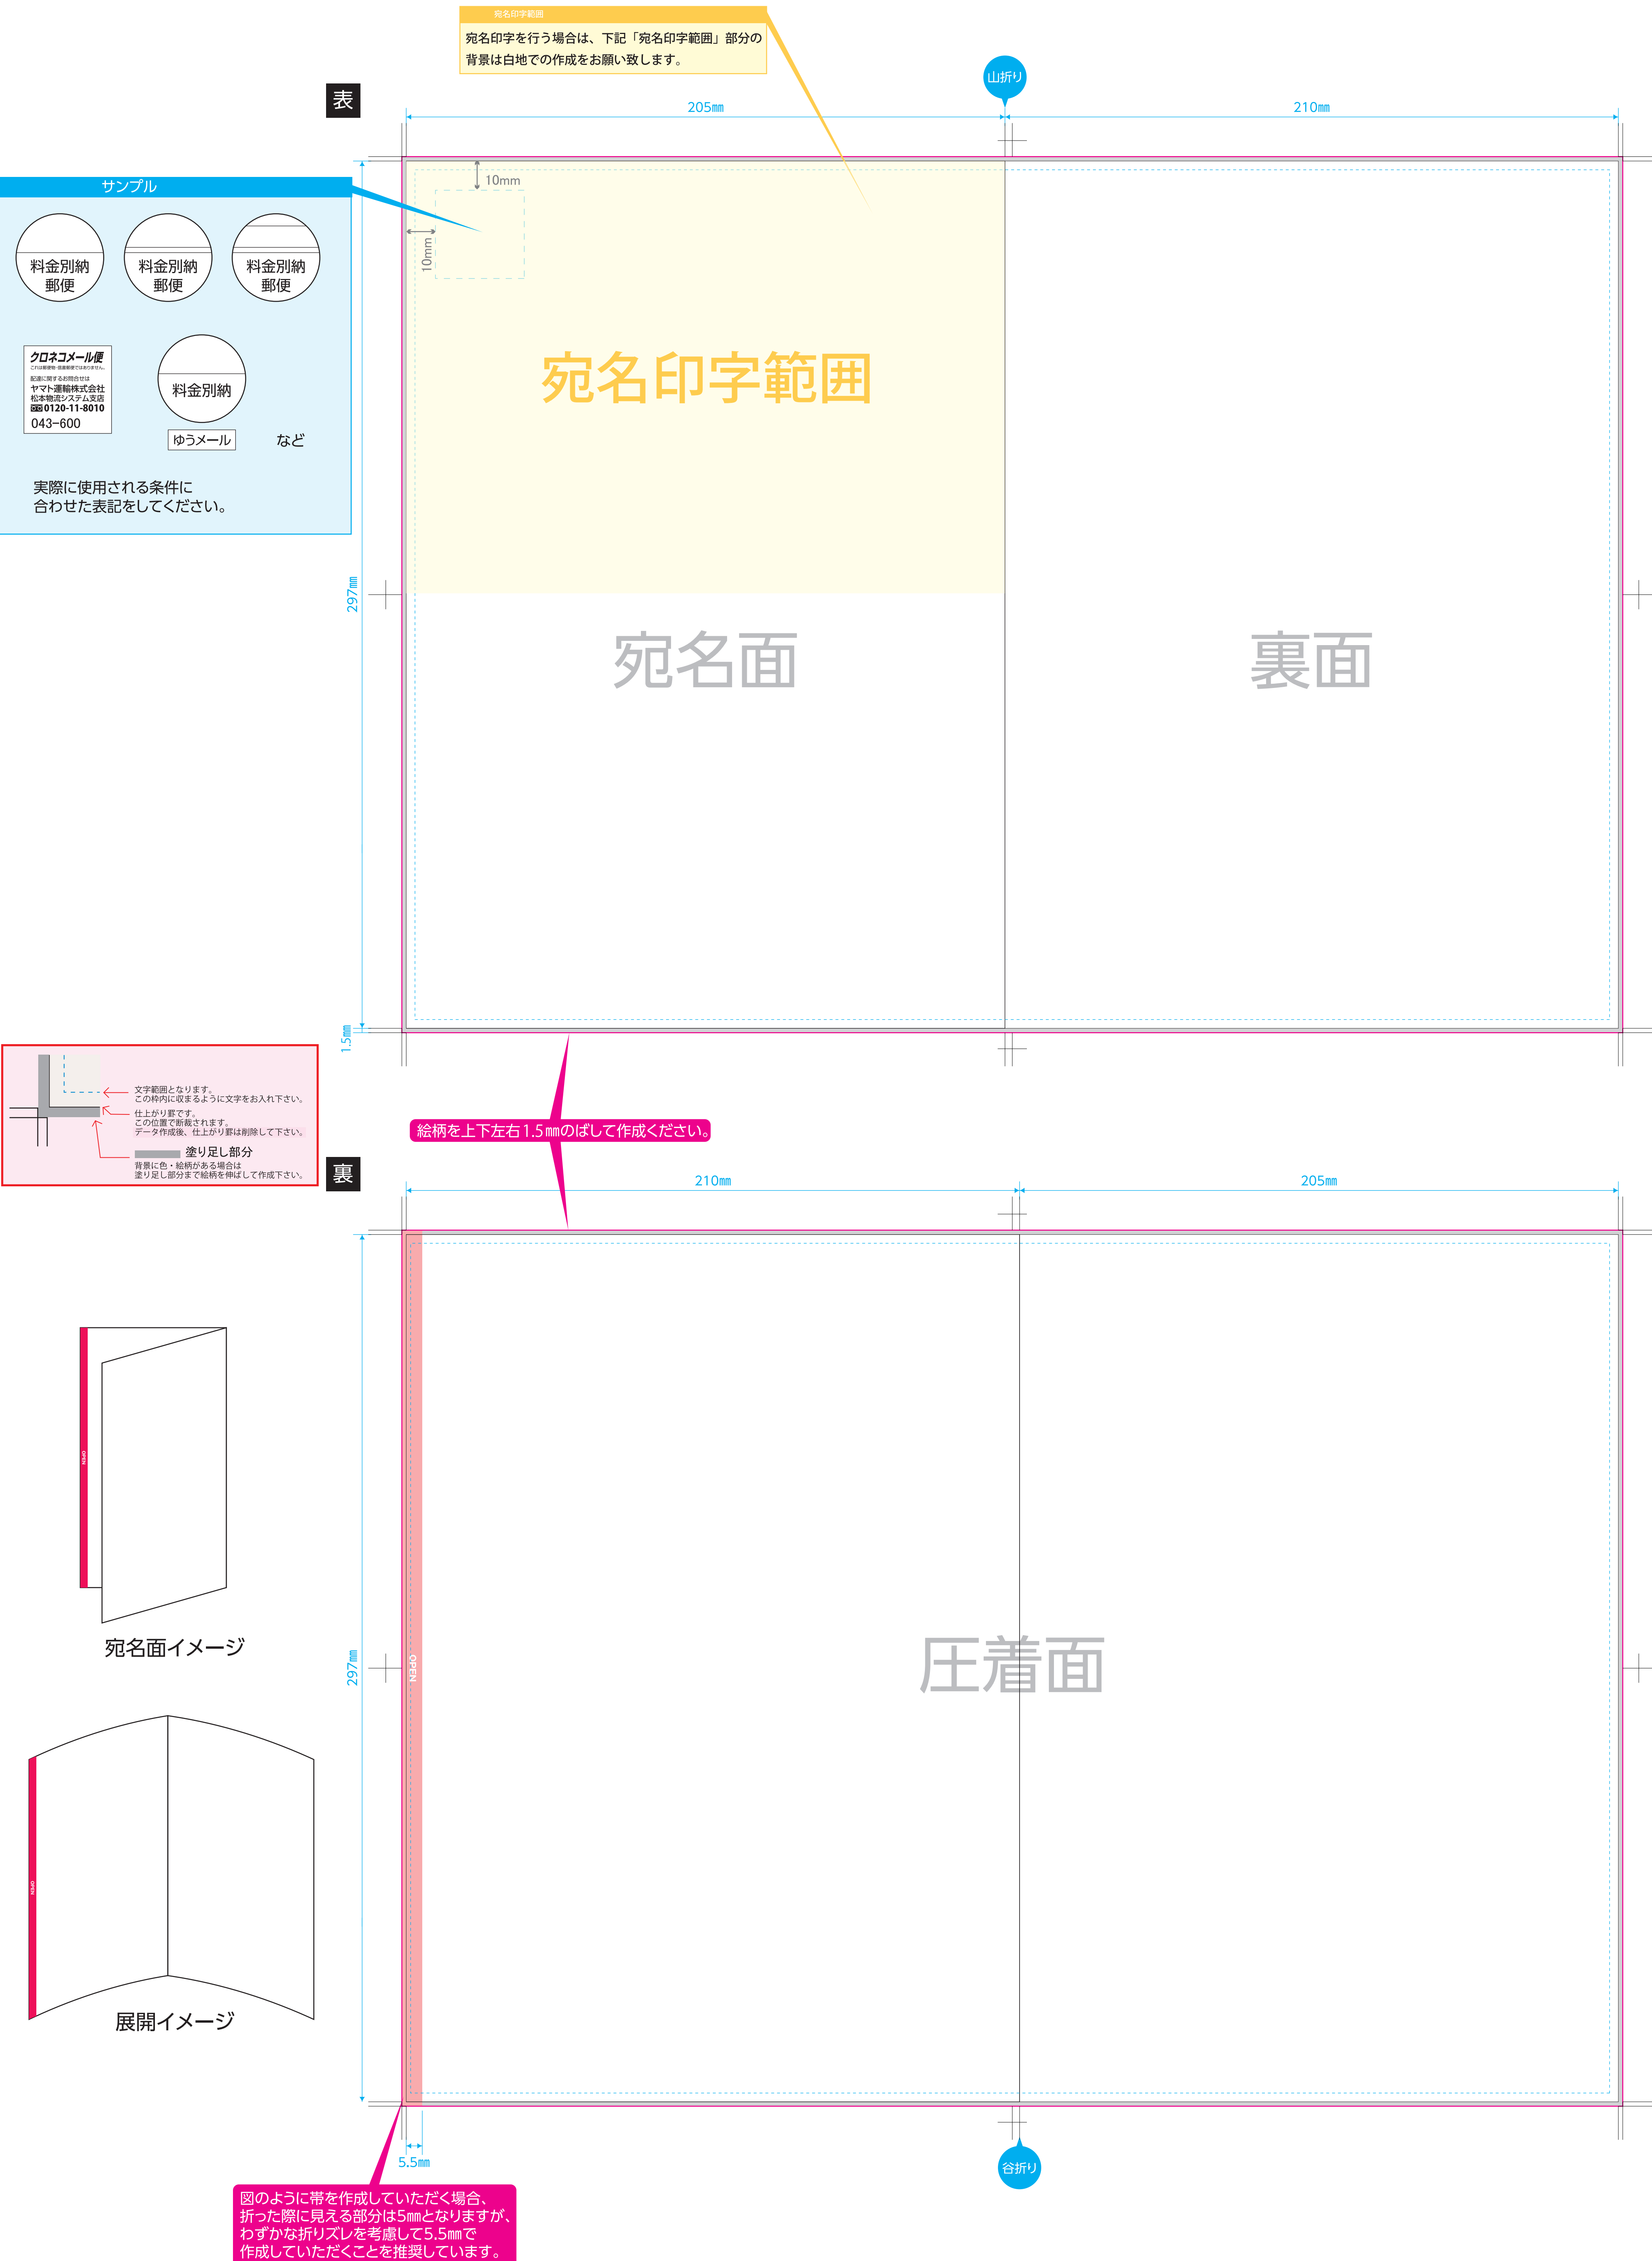 宛名印字範囲
宛名印字を行う場合は、下記「宛名印字範囲」部分の
背景は白地での作成をお願い致します。
山折り
表
205㎜
210㎜
サンプル
10mm
10mm
料金別納
郵便
料金別納
郵便
料金別納
郵便
クロネコメール便
これは郵便物・信書郵便ではありません。
配達に関するお問合せは
ヤマト運輸株式会社
松本物流システム支店
0120-11-8010
043−600
料金別納
ゆうメール
など
実際に使用される条件に
合わせた表記をしてください。
宛名印字範囲
297㎜
宛名面
裏面
1.5㎜
文字範囲となります。
この枠内に収まるように文字をお入れ下さい。
仕上がり罫です。
この位置で断裁されます。
データ作成後、仕上がり罫は削除して下さい。
塗り足し部分
背景に色・絵柄がある場合は
塗り足し部分まで絵柄を伸ばして作成下さい。
絵柄を上下左右1.5㎜のばして作成ください。
裏
210㎜
205㎜
OPEN
宛名面イメージ
297㎜
OPEN
圧着面
OPEN
展開イメージ
5.5㎜
谷折り
図のように帯を作成していただく場合、
折った際に見える部分は5㎜となりますが、
わずかな折りズレを考慮して5.5㎜で
作成していただくことを推奨しています。